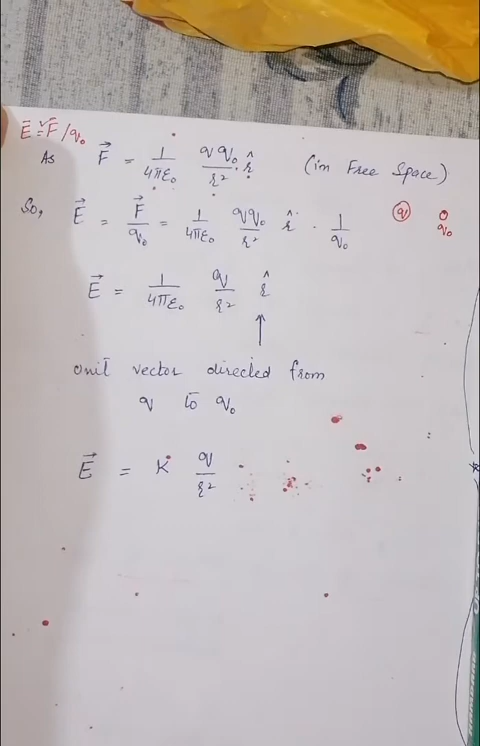 E⃗ = F⃗/q₀
As F⃗ = 1/4πε₀ qq₀/r² . r̂ (in Free Space)
So, E⃗ = F⃗/q₀ = 1/4πε₀ qq₀/r² r̂ . 1/q₀
q q₀
E⃗ = 1/4πε₀ q/r² r̂
↑
unit vector directed from
q to q₀
E⃗ = K q/r²